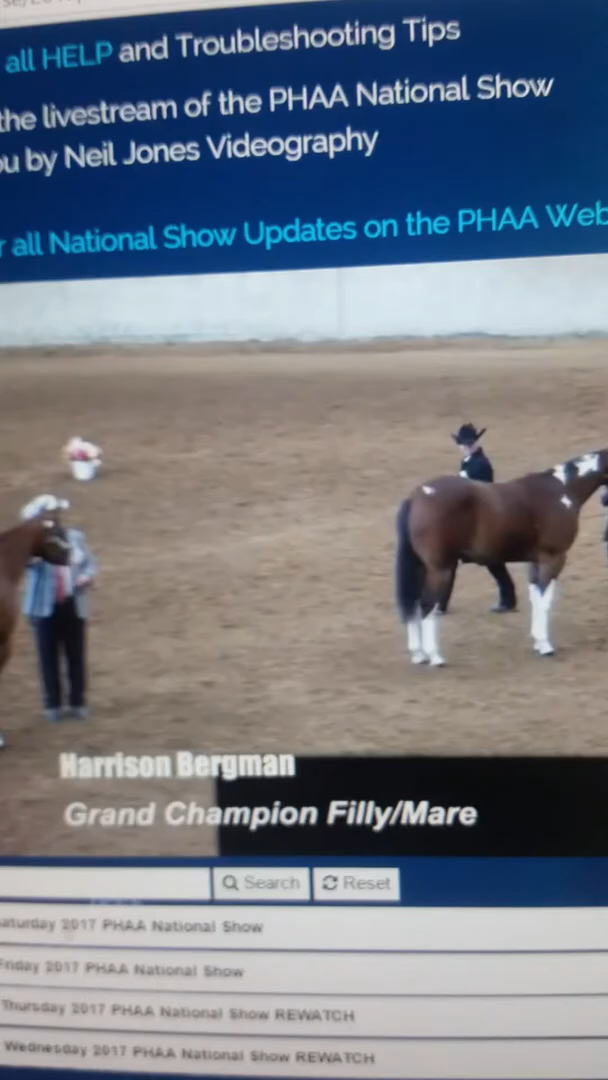 all HELP and Troubleshooting Tips
the livestream of the PHAA National Show
by Neil Jones Videography
all National Show Updates on the PHAA
Harrison Bergman
Grand Champion Filly/Mare
Search Reset
Saturday 2017 PHAA National Show
Friday 2017 PHAA National Show
Thursday 2017 PHAA National Show REWATCH
Wednesday 2017 PHAA National Show REWATCH